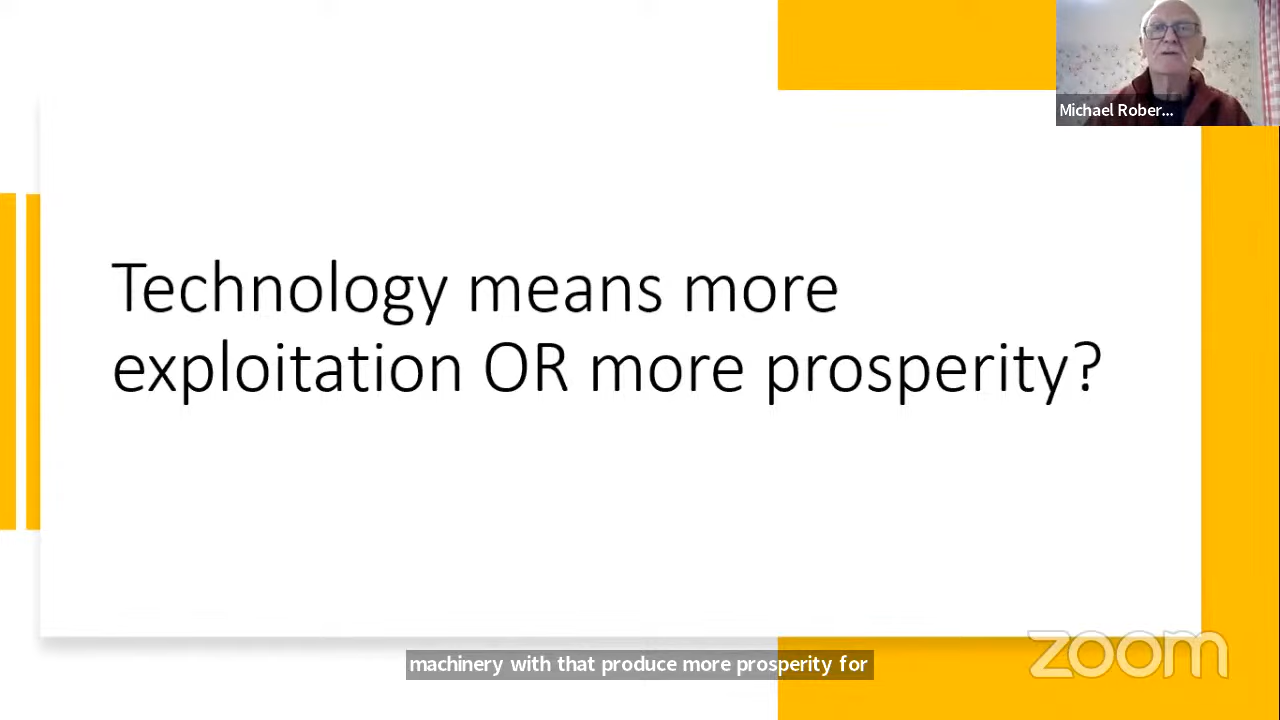 Michael Rober...
Technology means more
exploitation OR more prosperity?
machinery with that produce more prosperity for
zoom